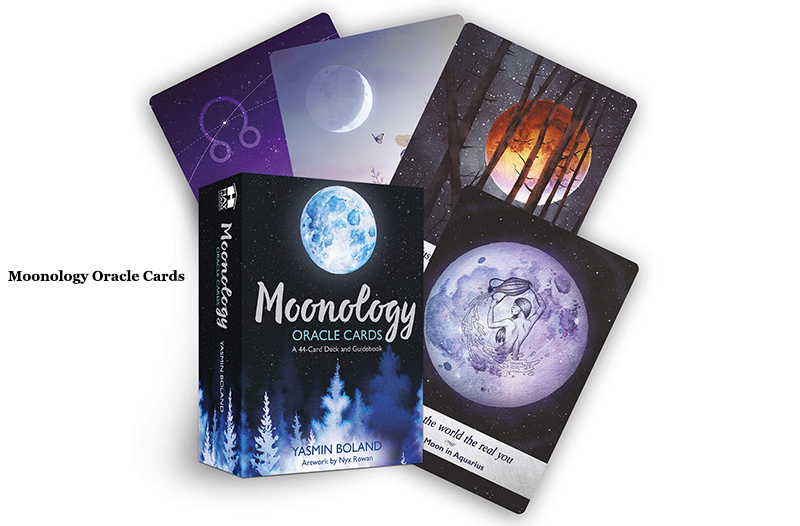 Moonology Oracle Cards
Moonology
ORACLE CARDS
YASMIN BOLAND
Moonology
ORACLE CARDS
A 44-Card Deck and Guidebook
YASMIN BOLAND
Artwork by Nyx Rowan
the world the real you
Moon in Aquarius